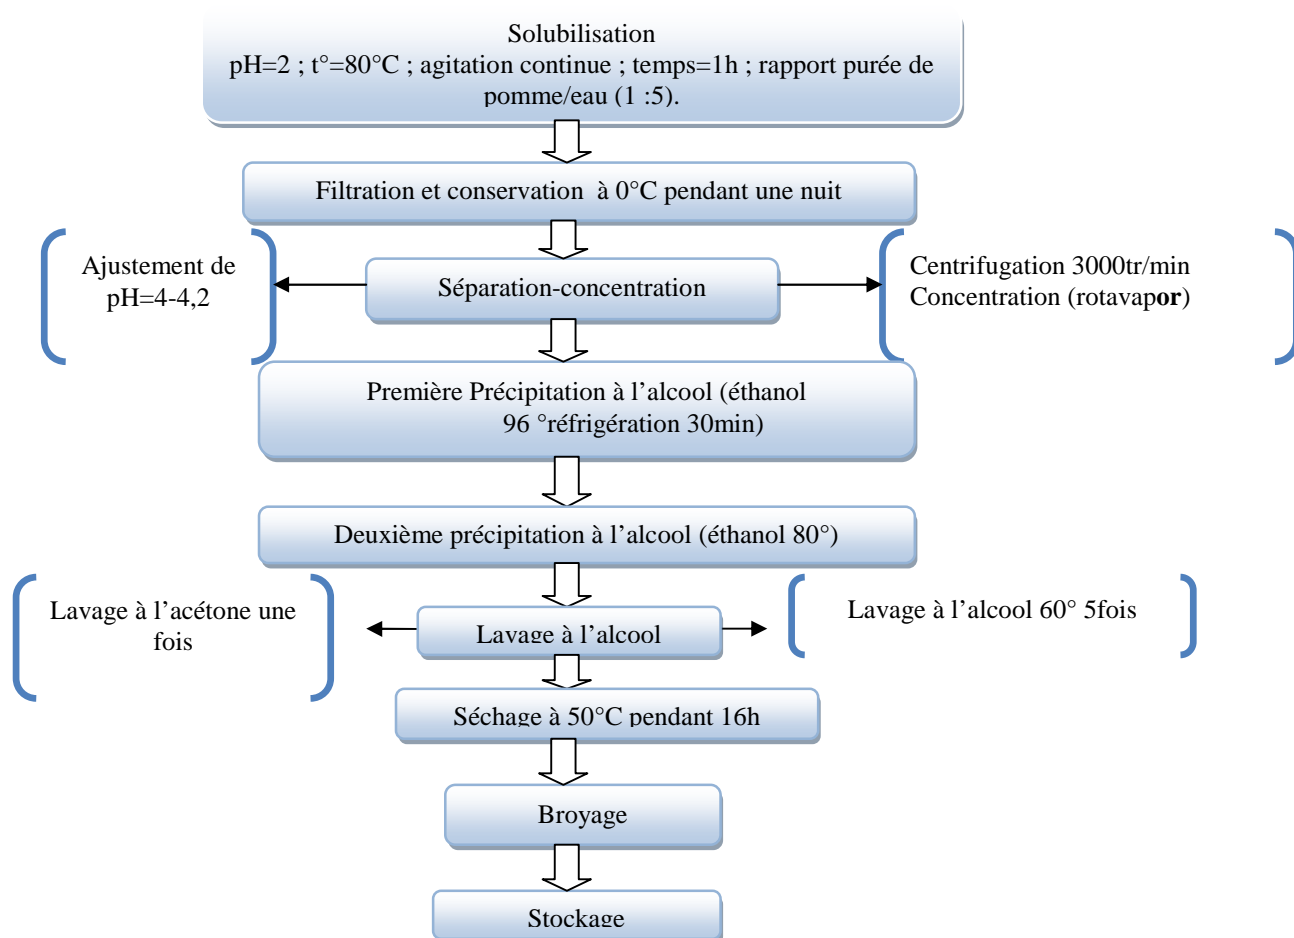 Solubilisation
pH=2 ; t°=80°C ; agitation continue ; temps=1h ; rapport purée de
pomme/eau (1 :5).
Filtration et conservation à 0°C pendant une nuit
Ajustement de
pH=4-4,2
Séparation-concentration
Centrifugation 3000tr/min
Concentration (rotavapor)
Première Précipitation à l’alcool (éthanol
96 °réfrigération 30min)
Deuxième précipitation à l’alcool (éthanol 80°)
Lavage à l’acétone une
fois
Lavage à l’alcool
Lavage à l’alcool 60° 5fois
Séchage à 50°C pendant 16h
Broyage
Stockage